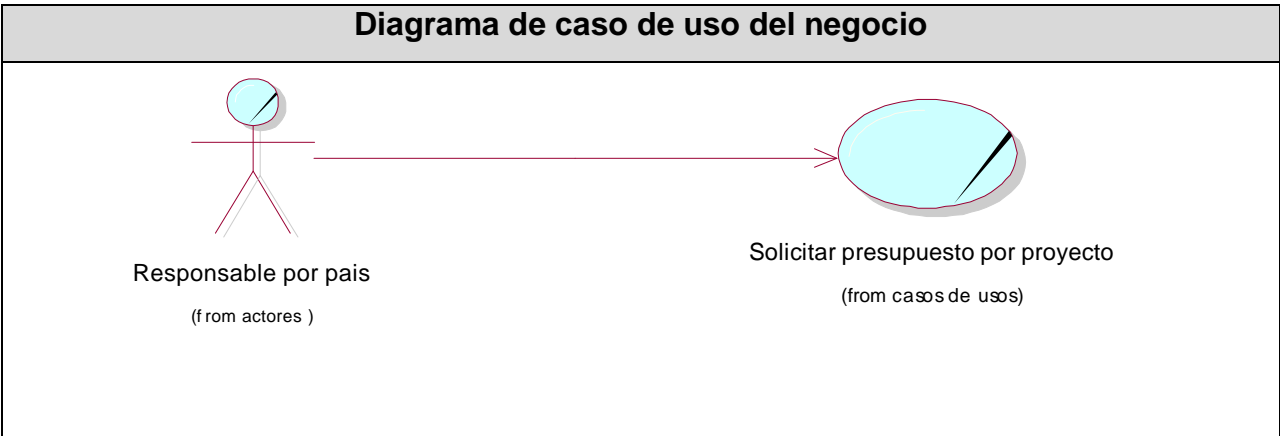 Diagrama de caso de uso del negocio
Responsable por pais
(from actores )
Solicitar presupuesto por proyecto
(from casos de usos)